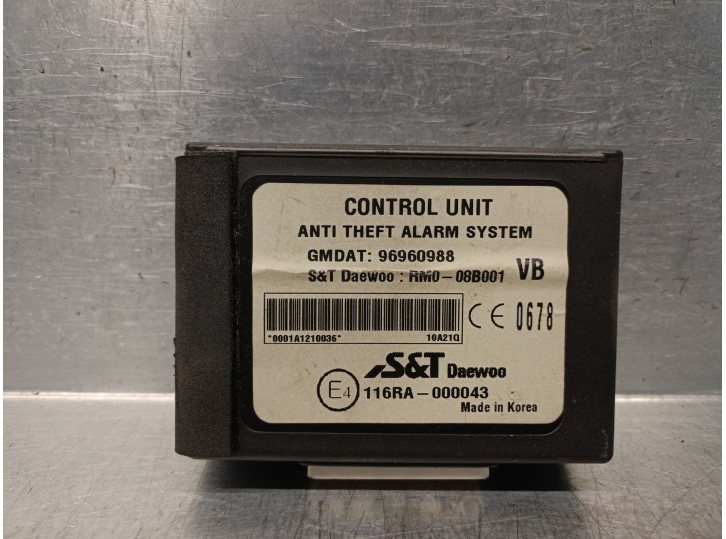 CONTROL UNIT
ANTI THEFT ALARM SYSTEM
GMDAT: 96960988
S&T Daewoo : RM0-08B001 VB
CE 0678
*0001A1210036* 10A21Q
S&T Daewoo
E4 116RA-000043
Made in Korea